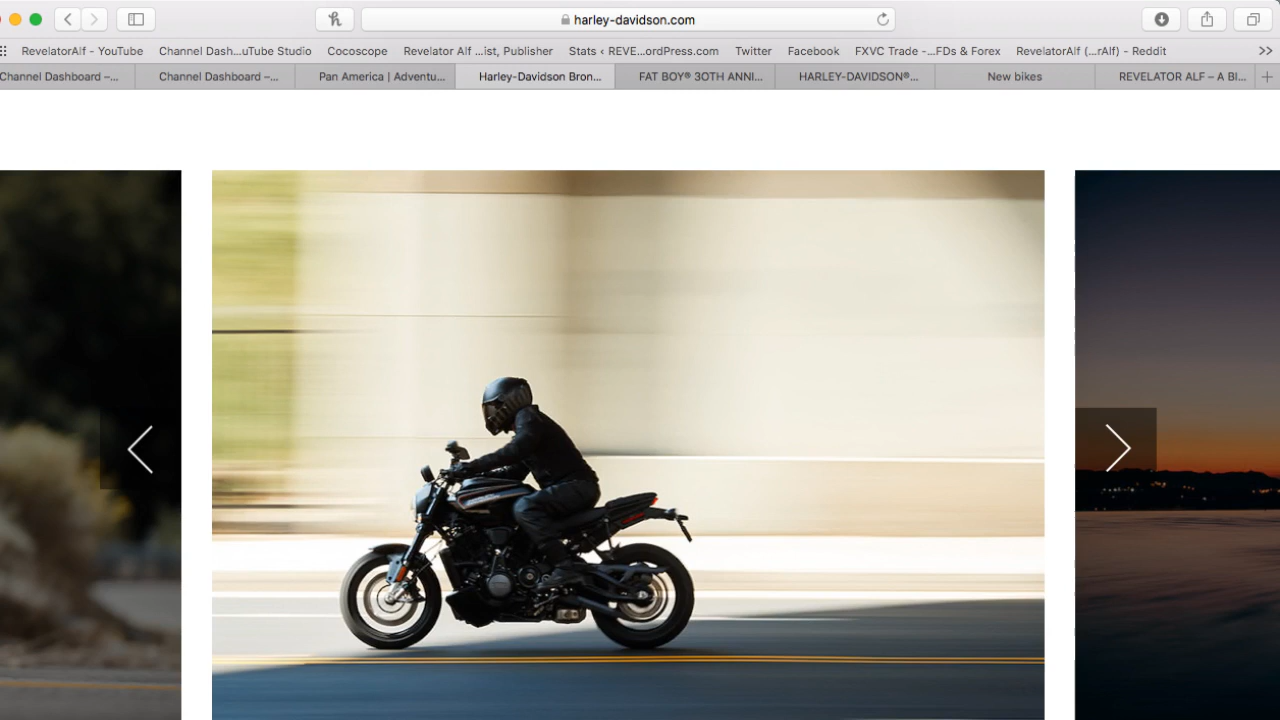 harley-davidson.com
RevelatorAlf - YouTube Channel Dash...uTube Studio Cocoscope Revelator Alf ...ist, Publisher Stats ‹ REVE...ordPress.com Twitter Facebook FXVC Trade -...FDs & Forex RevelatorAlf (...rAlf) - Reddit
Channel Dashboard –... Channel Dashboard –... Pan America | Adventu... Harley-Davidson Bron... FAT BOY® 3OTH ANNI... HARLEY-DAVIDSON®... New bikes REVELATOR ALF – A BI...